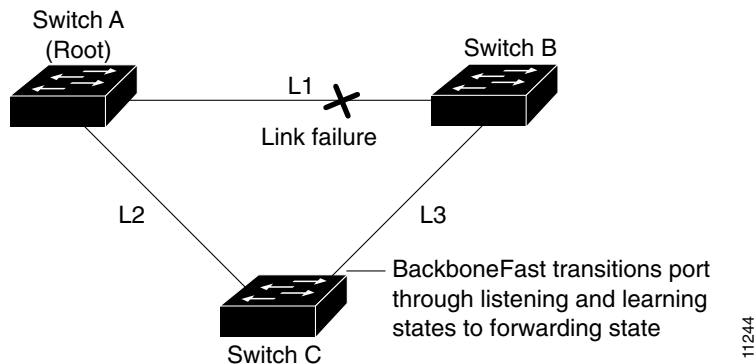 Switch A
(Root)
Switch B
L1
Link failure
L2
L3
BackboneFast transitions port
through listening and learning
states to forwarding state
Switch C
11244